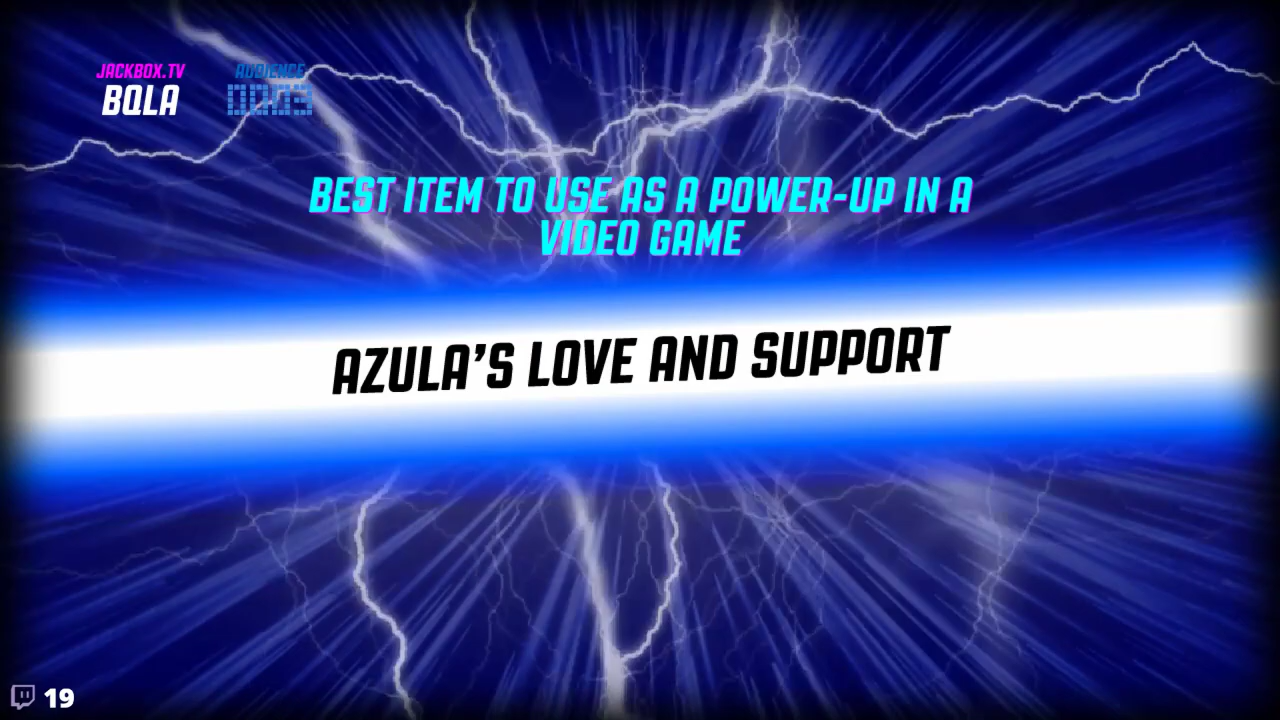 JACKBOX.TV
BQLA
AUDIENCE
0003
BEST ITEM TO USE AS A POWER-UP IN A
VIDEO GAME
AZULA'S LOVE AND SUPPORT
19